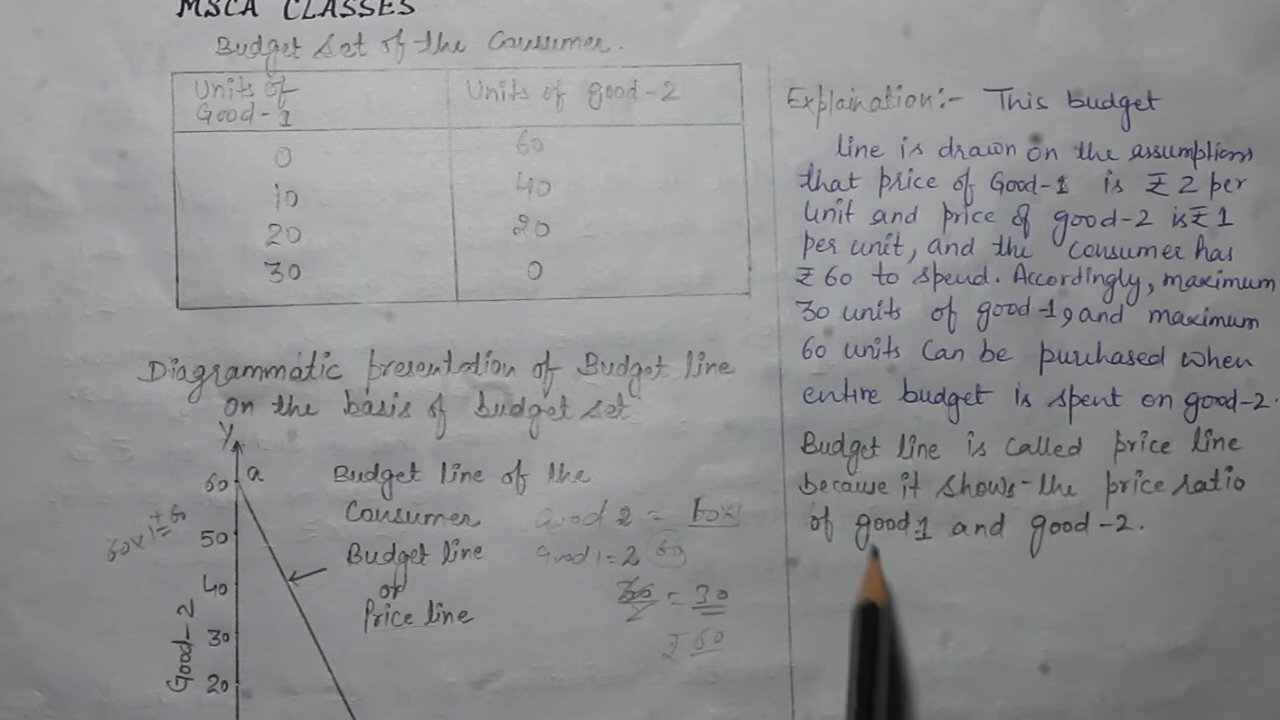 MSCA CLASSES
Budget set of the Consumer.
Units of Good-1
Units of good-2
0
60
10
40
20
20
30
0
Diagrammatic presentation of Budget line
on the basis of budget set
Y
60
a
50
40
30
20
Good-2
60×1=60
Budget line of the
Consumer
Budget line
or
Price line
Good 2 = 60×1
Good 1 = 2 60
60/2 = 30
₹ 60
Explaination:- This budget
line is drawn on the assumptions
that price of Good-1 is ₹ 2 per
unit and price of good-2 is ₹ 1
per unit, and the consumer has
₹ 60 to spend. Accordingly, maximum
30 units of good-1, and maximum
60 units can be purchased when
entire budget is spent on good-2.
Budget line is called price line
because it shows the price ratio
of good 1 and good-2.